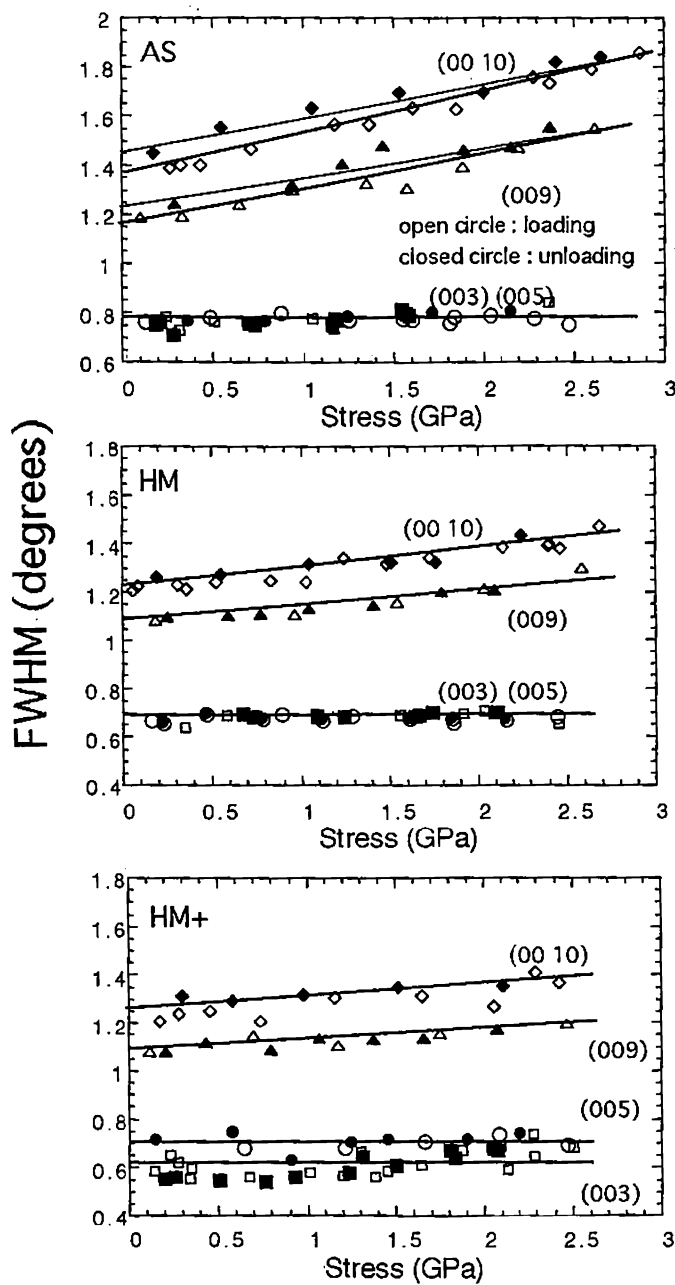 FWHM (degrees)
2
AS
(00 10)
1.8
1.6
1.4
1.2
(009)
open circle : loading
closed circle : unloading
1
(003) (005)
0.8
0.6
0 0.5 1 1.5 2 2.5 3
Stress (GPa)
1.8
HM
1.6
(00 10)
1.4
1.2
(009)
1
(003) (005)
0.8
0.6
0.4
0 0.5 1 1.5 2 2.5 3
Stress (GPa)
1.8
HM+
1.6
(00 10)
1.4
1.2
(009)
1
(005)
0.8
0.6
(003)
0.4
0 0.5 1 1.5 2 2.5 3
Stress (GPa)